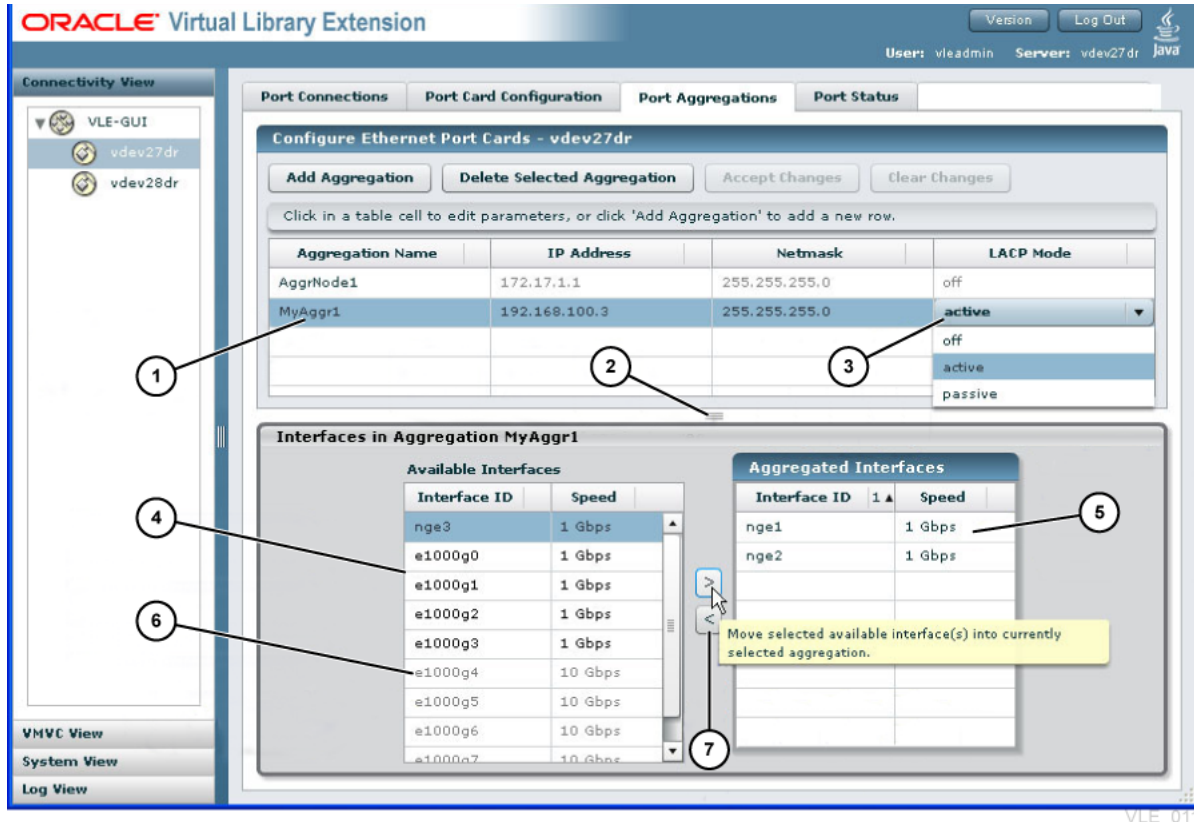 ORACLE Virtual Library Extension
Version Log Out
User: vleadmin Server: vdev27dr Java
Connectivity View
VLE-GUI
vdev27dr
vdev28dr
VMVC View
System View
Log View
Port Connections Port Card Configuration Port Aggregations Port Status
Configure Ethernet Port Cards - vdev27dr
Add Aggregation Delete Selected Aggregation Accept Changes Clear Changes
Click in a table cell to edit parameters, or click 'Add Aggregation' to add a new row.
Aggregation Name IP Address Netmask LACP Mode
AggrNode1 172.17.1.1 255.255.255.0 off
MyAggr1 192.168.100.3 255.255.255.0 active
off
active
passive
1
2
3
Interfaces in Aggregation MyAggr1
Available Interfaces
Interface ID Speed
nge3 1 Gbps
e1000g0 1 Gbps
e1000g1 1 Gbps
e1000g2 1 Gbps
e1000g3 1 Gbps
e1000g4 10 Gbps
e1000g5 10 Gbps
e1000g6 10 Gbps
e1000g7 10 Gbps
4
6
>
<
Move selected available interface(s) into currently
selected aggregation.
Aggregated Interfaces
Interface ID 1 Speed
nge1 1 Gbps
nge2 1 Gbps
5
7